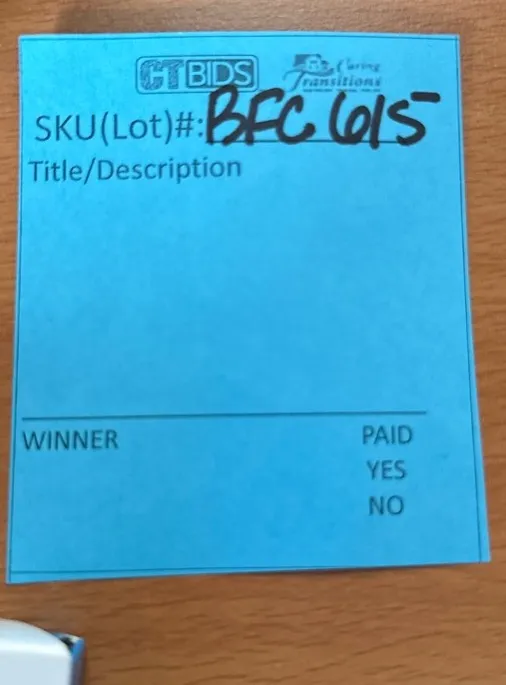 CTBIDS Caring Transitions
SKU(Lot)#: BFC 615
Title/Description
WINNER PAID
YES
NO